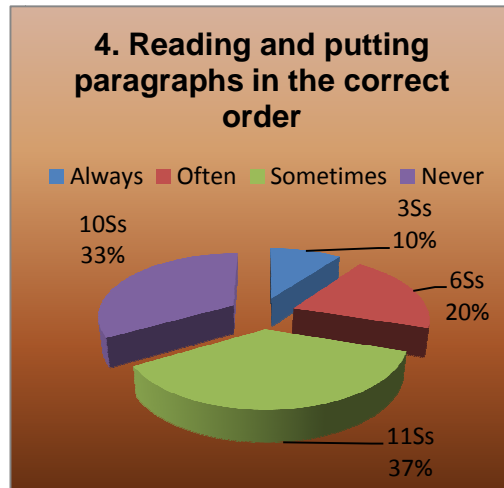 4. Reading and putting
paragraphs in the correct
order
Always Often Sometimes Never
3Ss
10%
6Ss
20%
11Ss
37%
10Ss
33%